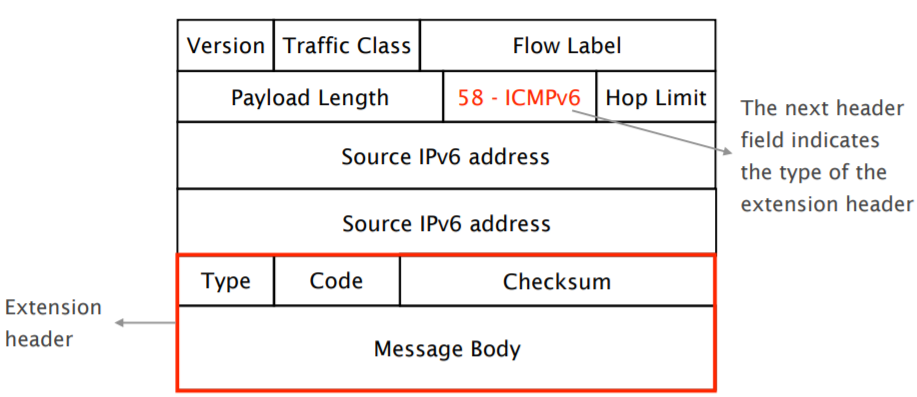 Version Traffic Class Flow Label
Payload Length 58 - ICMPv6 Hop Limit
The next header
field indicates
the type of the
extension header
Source IPv6 address
Source IPv6 address
Type Code Checksum
Extension
header
Message Body